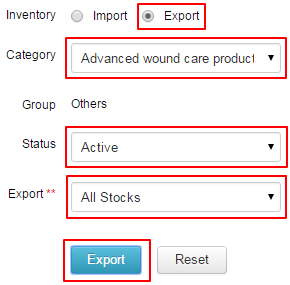 Inventory Import Export
Category Advanced wound care product
Group Others
Status Active
Export ** All Stocks
Export Reset